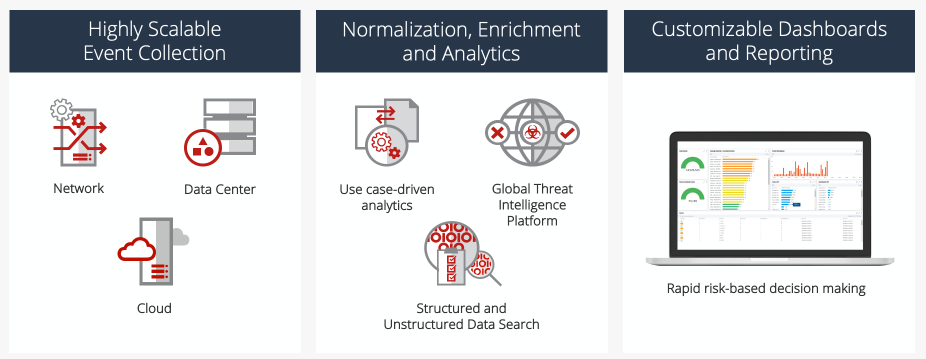 Highly Scalable
Event Collection
Network
Data Center
Cloud
Normalization, Enrichment
and Analytics
Use case-driven
analytics
Global Threat
Intelligence
Platform
Structured and
Unstructured Data Search
Customizable Dashboards
and Reporting
Rapid risk-based decision making